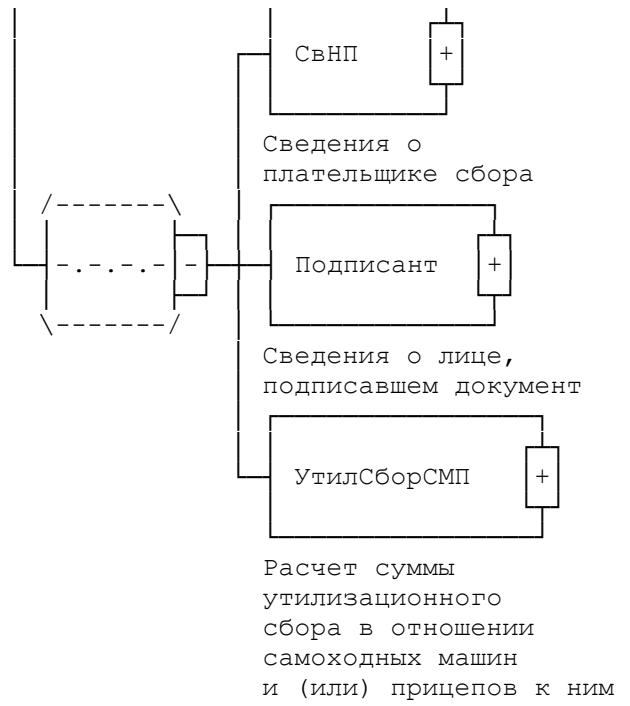 СвНП +
Сведения о
плательщике сбора
/-------\
-.-.-.- - Подписант +
\-------/
Сведения о лице,
подписавшем документ
УтилСборСМП +
Расчет суммы
утилизационного
сбора в отношении
самоходных машин
и (или) прицепов к ним